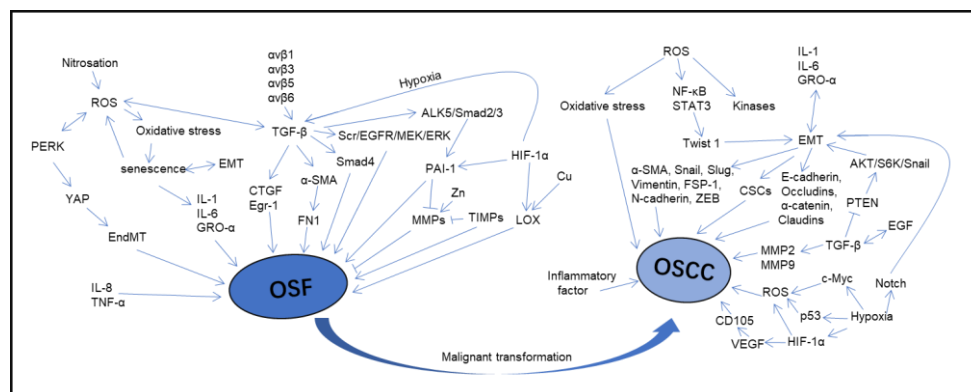 Nitrosation
ROS
PERK
Oxidative stress
senescence
EMT
YAP
IL-1
IL-6
GRO-α
EndMT
IL-8
TNF-α
αvβ1
αvβ3
αvβ5
αvβ6
TGF-β
Hypoxia
ALK5/Smad2/3
Scr/EGFR/MEK/ERK
Smad4
α-SMA
CTGF
Egr-1
FN1
PAI-1
HIF-1α
Zn
Cu
MMPs
TIMPs
LOX
OSF
Malignant transformation
ROS
Oxidative stress
NF-κB
STAT3
Kinases
Twist 1
IL-1
IL-6
GRO-α
EMT
α-SMA, Snail, Slug,
Vimentin, FSP-1,
N-cadherin, ZEB
CSCs
E-cadherin,
Occludins,
α-catenin,
Claudins
AKT/S6K/Snail
PTEN
TGF-β
EGF
MMP2
MMP9
OSCC
Inflammatory
factor
ROS
c-Myc
Notch
p53
Hypoxia
CD105
VEGF
HIF-1α